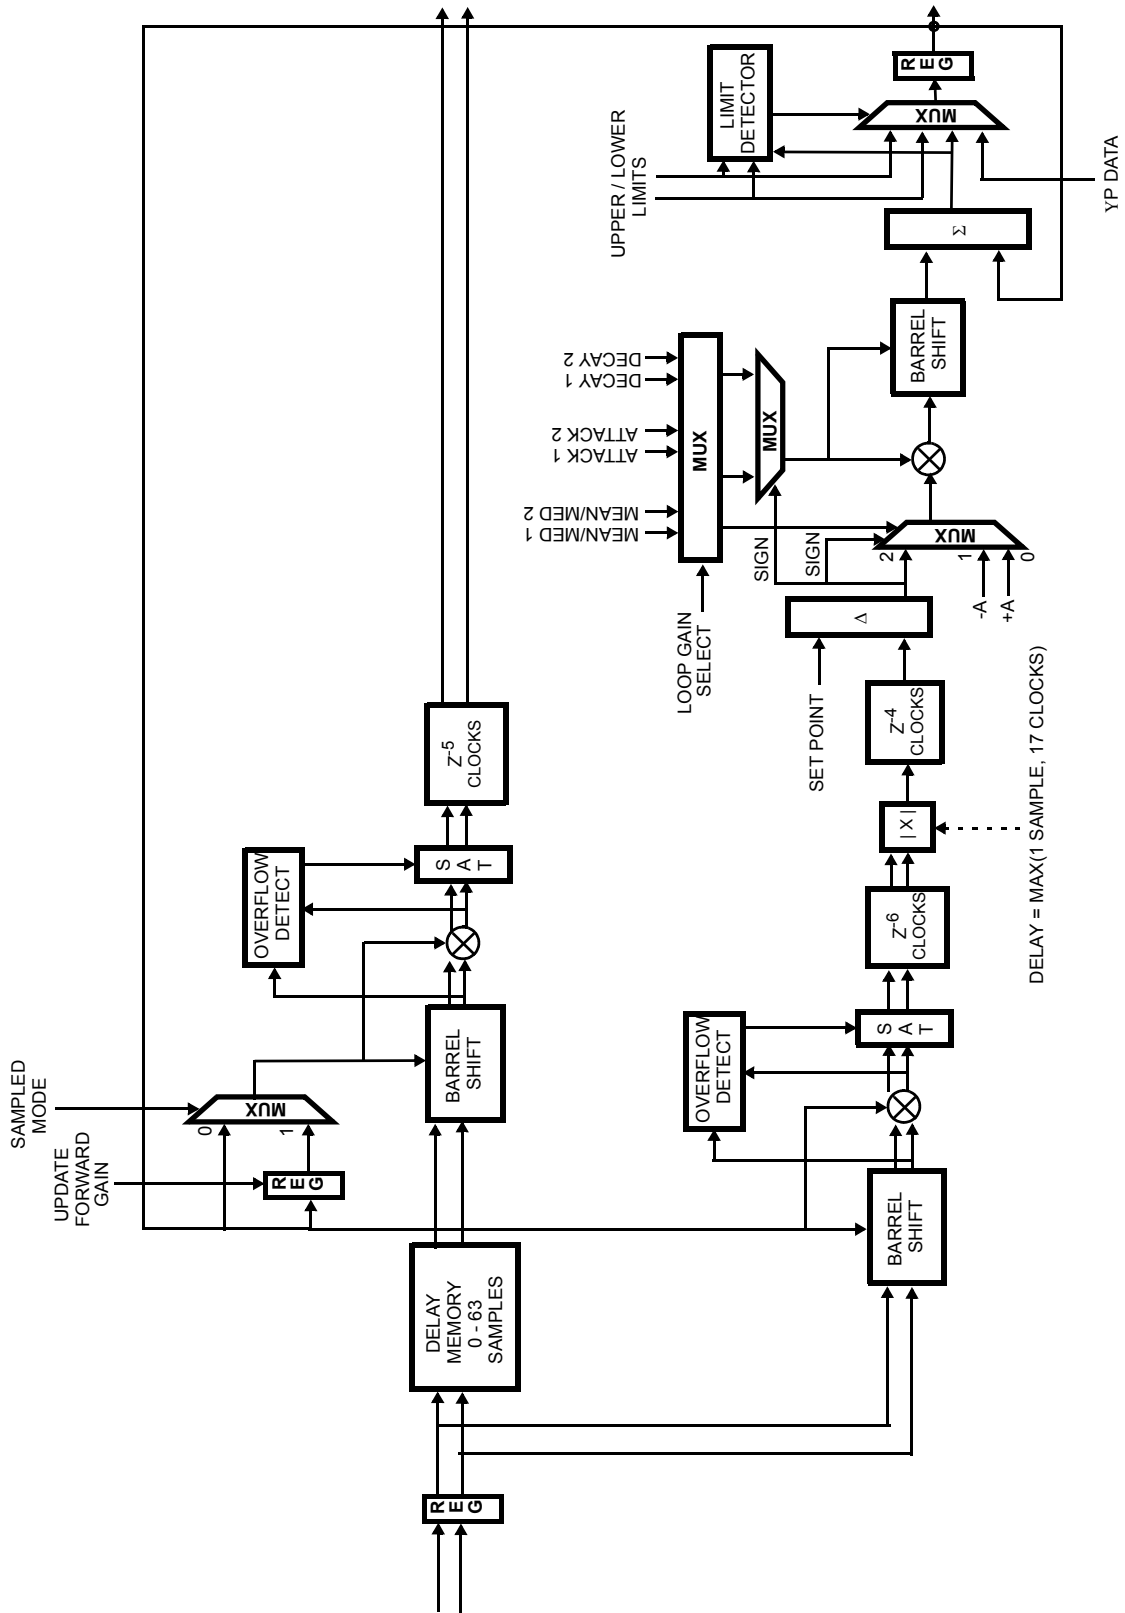 SAMPLED
MODE
UPDATE
FORWARD
GAIN
0
MUX
1
REG
OVERFLOW
DETECT
REG
DELAY
MEMORY
0 - 63
SAMPLES
BARREL
SHIFT
SAT
Z-5
CLOCKS
LOOP GAIN
SELECT
MEAN/MED 1
MEAN/MED 2
ATTACK 1
ATTACK 2
DECAY 1
DECAY 2
MUX
MUX
UPPER / LOWER
LIMITS
LIMIT
DETECTOR
OVERFLOW
DETECT
BARREL
SHIFT
SAT
Z-6
CLOCKS
| X |
Z-4
CLOCKS
SET POINT
Δ
SIGN
SIGN
2
MUX
1
0
-A
+A
BARREL
SHIFT
Σ
MUX
REG
DELAY = MAX(1 SAMPLE, 17 CLOCKS)
YP DATA